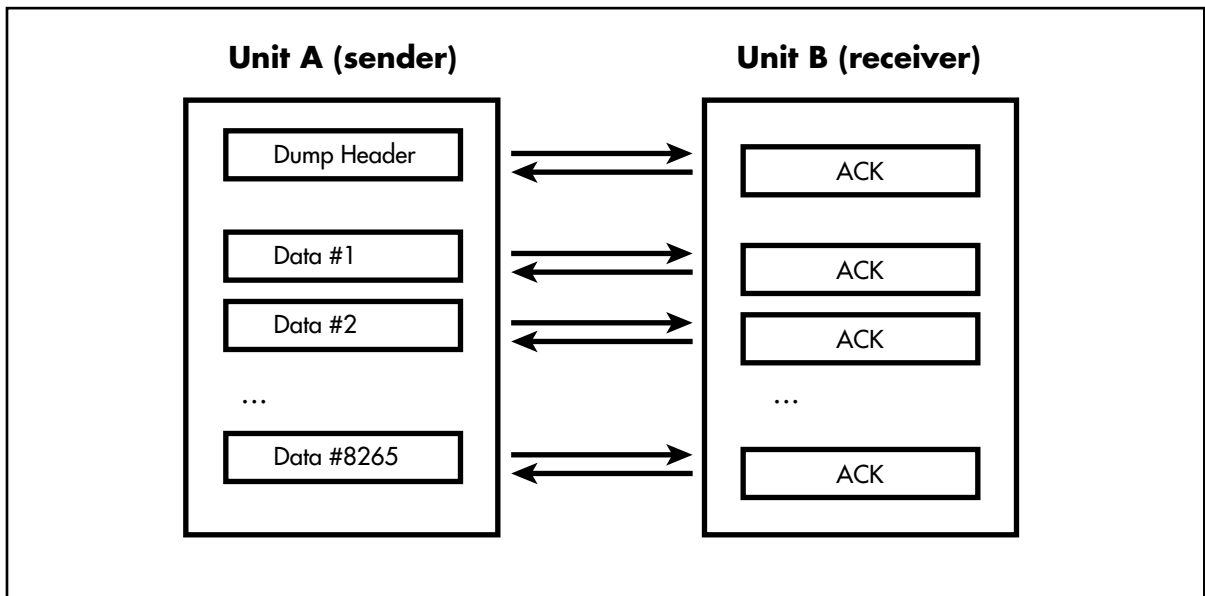 Unit A (sender)
Unit B (receiver)
Dump Header
ACK
Data #1
ACK
Data #2
ACK
...
...
Data #8265
ACK